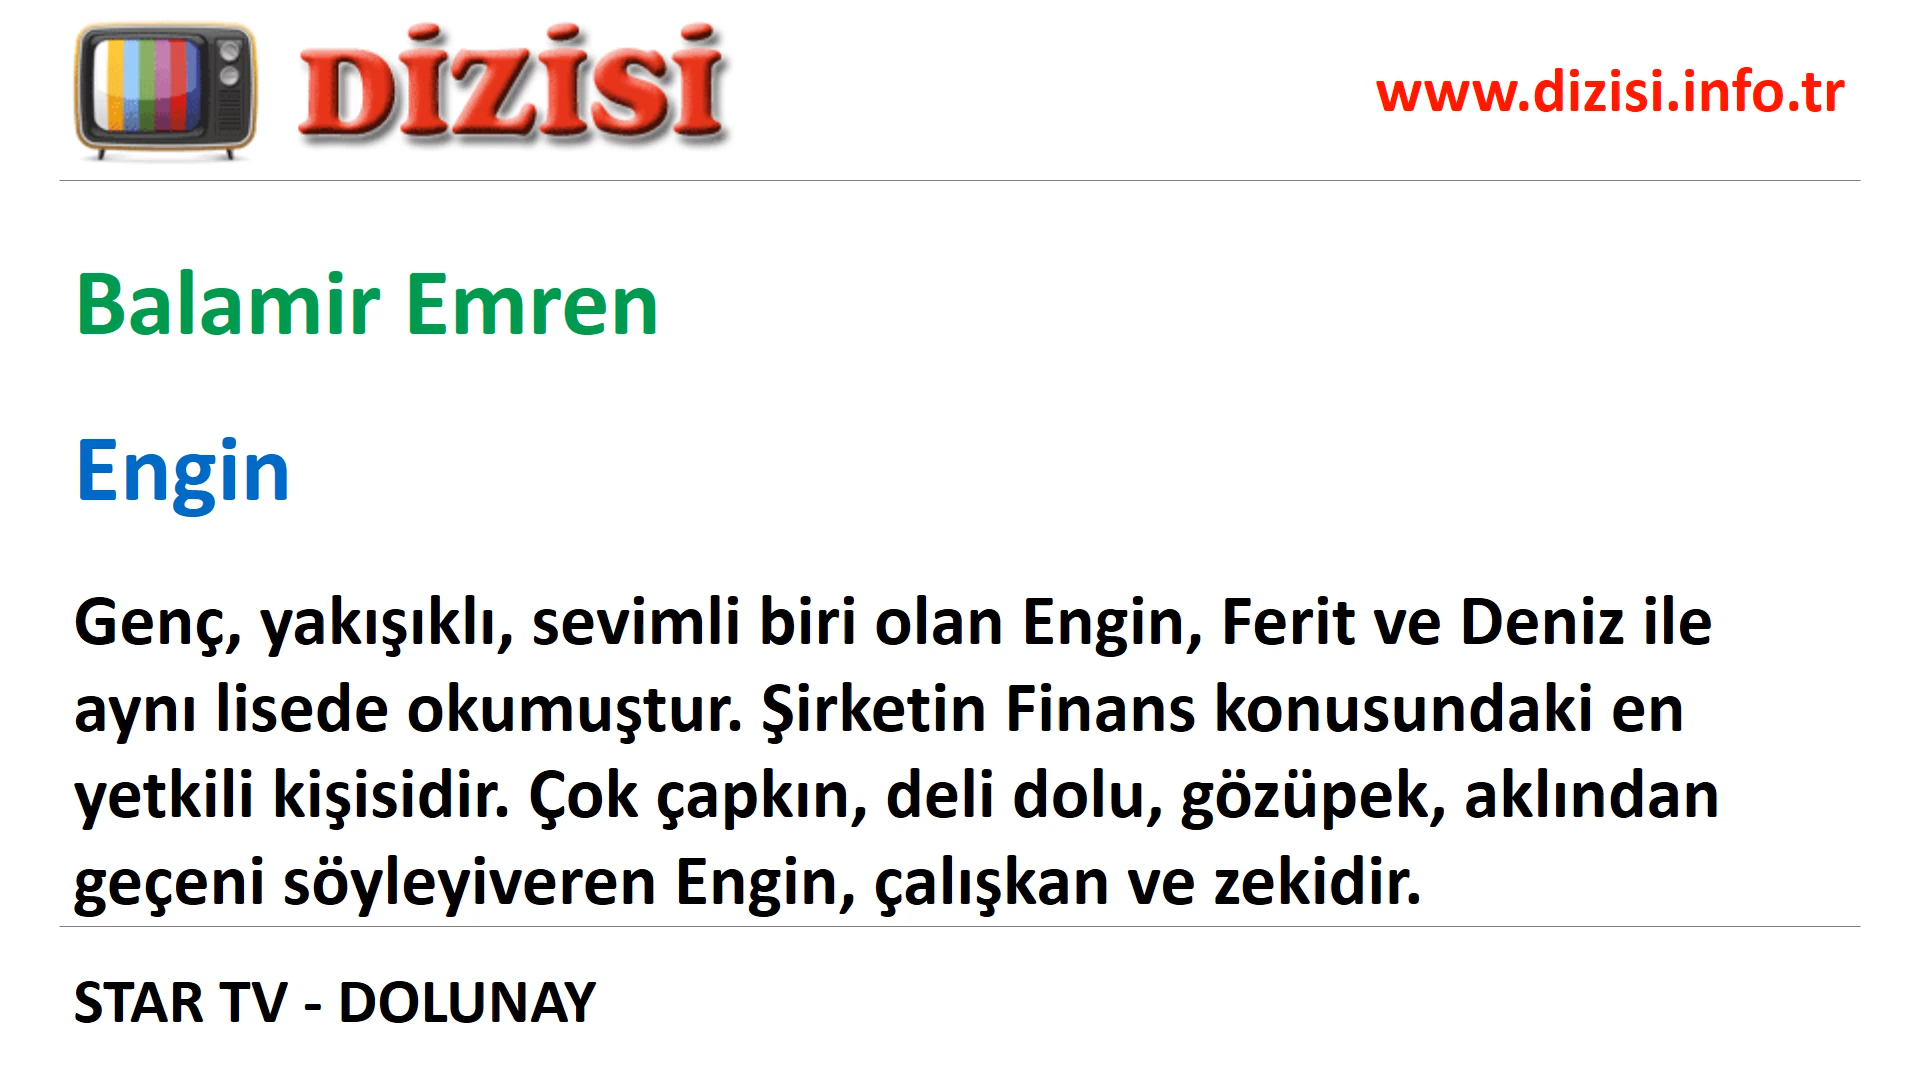 DİZİSİ
www.dizisi.info.tr
Balamir Emren
Engin
Genç, yakışıklı, sevimli biri olan Engin, Ferit ve Deniz ile
aynı lisede okumuştur. Şirketin Finans konusundaki en
yetkili kişisidir. Çok çapkın, deli dolu, gözüpek, aklından
geçeni söyleyiveren Engin, çalışkan ve zekidir.
STAR TV - DOLUNAY